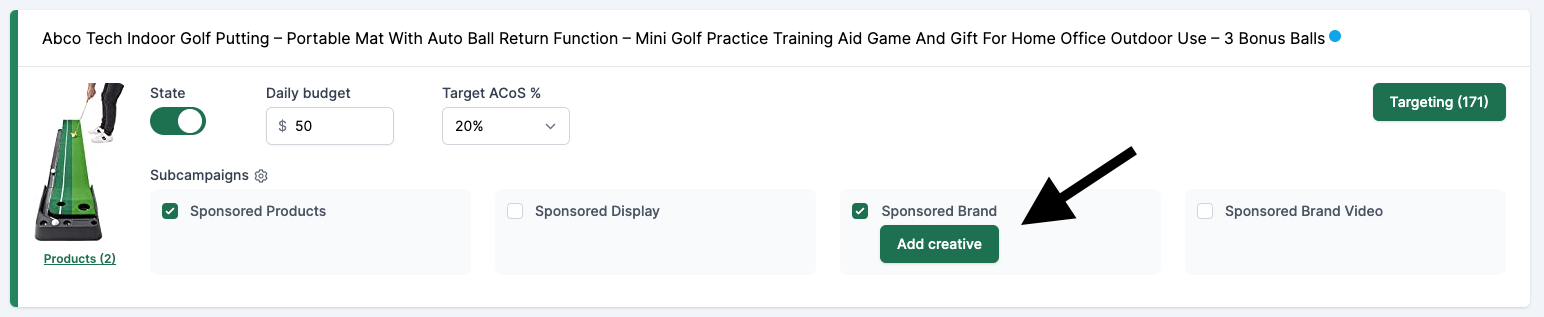 Abco Tech Indoor Golf Putting – Portable Mat With Auto Ball Return Function – Mini Golf Practice Training Aid Game And Gift For Home Office Outdoor Use – 3 Bonus Balls
State
Daily budget
Target ACoS %
$ 50
20%
Targeting (171)
Subcampaigns
Sponsored Products
Sponsored Display
Sponsored Brand
Sponsored Brand Video
Add creative
Products (2)